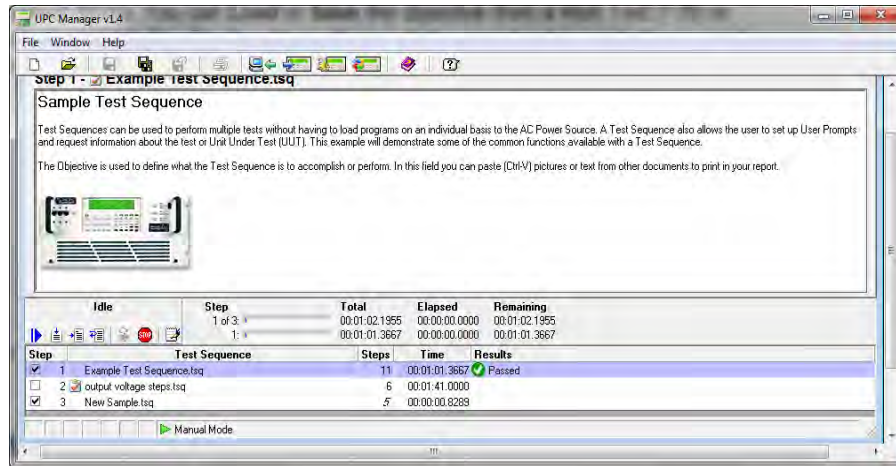 UPC Manager v1.4
File Window Help
Step 1 - Example Test Sequence.tsq
Sample Test Sequence
Test Sequences can be used to perform multiple tests without having to load programs on an individual basis to the AC Power Source. A Test Sequence also allows the user to set up User Prompts
and request information about the test or Unit Under Test (UUT). This example will demonstrate some of the common functions available with a Test Sequence.
The Objective is used to define what the Test Sequence is to accomplish or perform. In this field you can paste (Ctrl-V) pictures or text from other documents to print in your report.
Idle Step Total Elapsed Remaining
1 of 3: 00:01:02.1955 00:00:00.0000 00:01:02.1955
STOP 1: 00:01:01.3667 00:00:00.0000 00:01:01.3667
Step Test Sequence Steps Time Results
1 Example Test Sequence.tsq 11 00:01:01.3667 Passed
2 output voltage steps.tsq 6 00:01:41.0000
3 New Sample.tsq 5 00:00:00.8289
Manual Mode